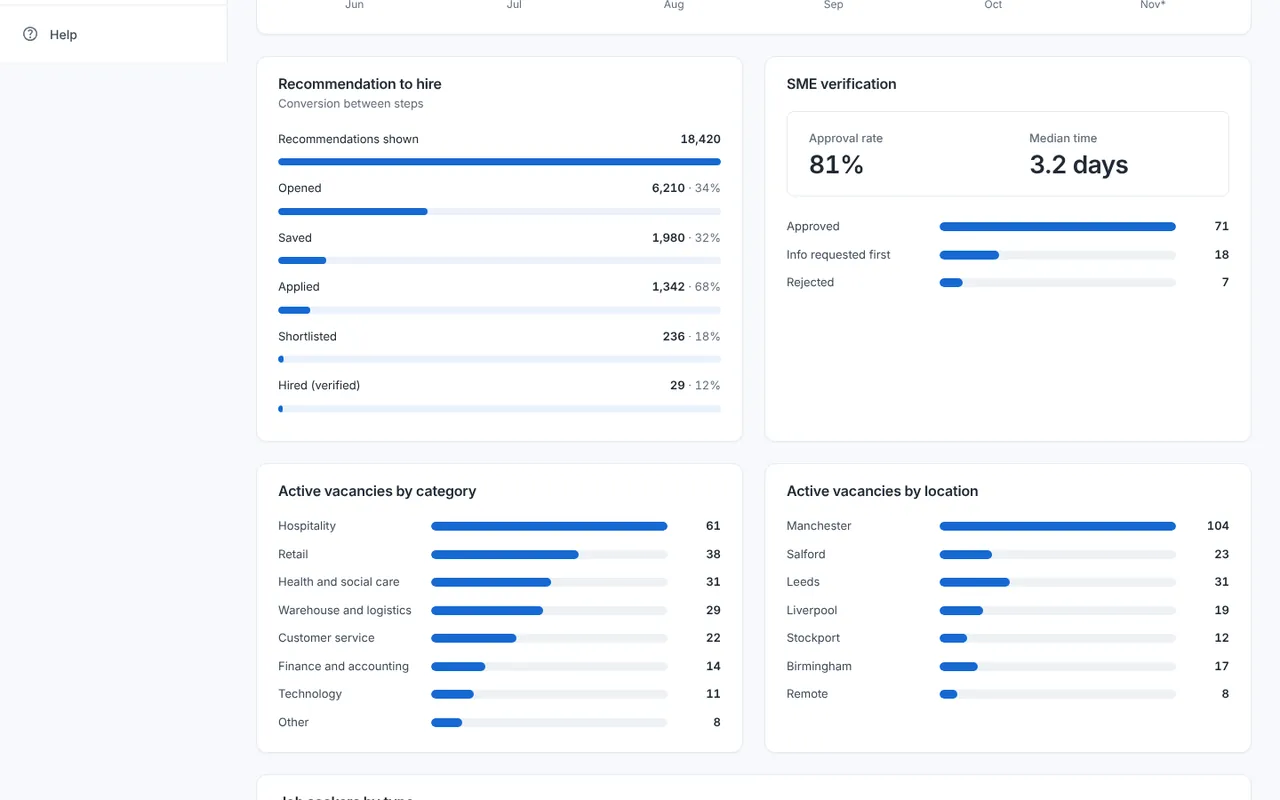 Jun Jul Aug Sep Oct Nov*
Help
Recommendation to hire
Conversion between steps
Recommendations shown 18,420
Opened 6,210 · 34%
Saved 1,980 · 32%
Applied 1,342 · 68%
Shortlisted 236 · 18%
Hired (verified) 29 · 12%
SME verification
Approval rate Median time
81% 3.2 days
Approved 71
Info requested first 18
Rejected 7
Active vacancies by category
Hospitality 61
Retail 38
Health and social care 31
Warehouse and logistics 29
Customer service 22
Finance and accounting 14
Technology 11
Other 8
Active vacancies by location
Manchester 104
Salford 23
Leeds 31
Liverpool 19
Stockport 12
Birmingham 17
Remote 8